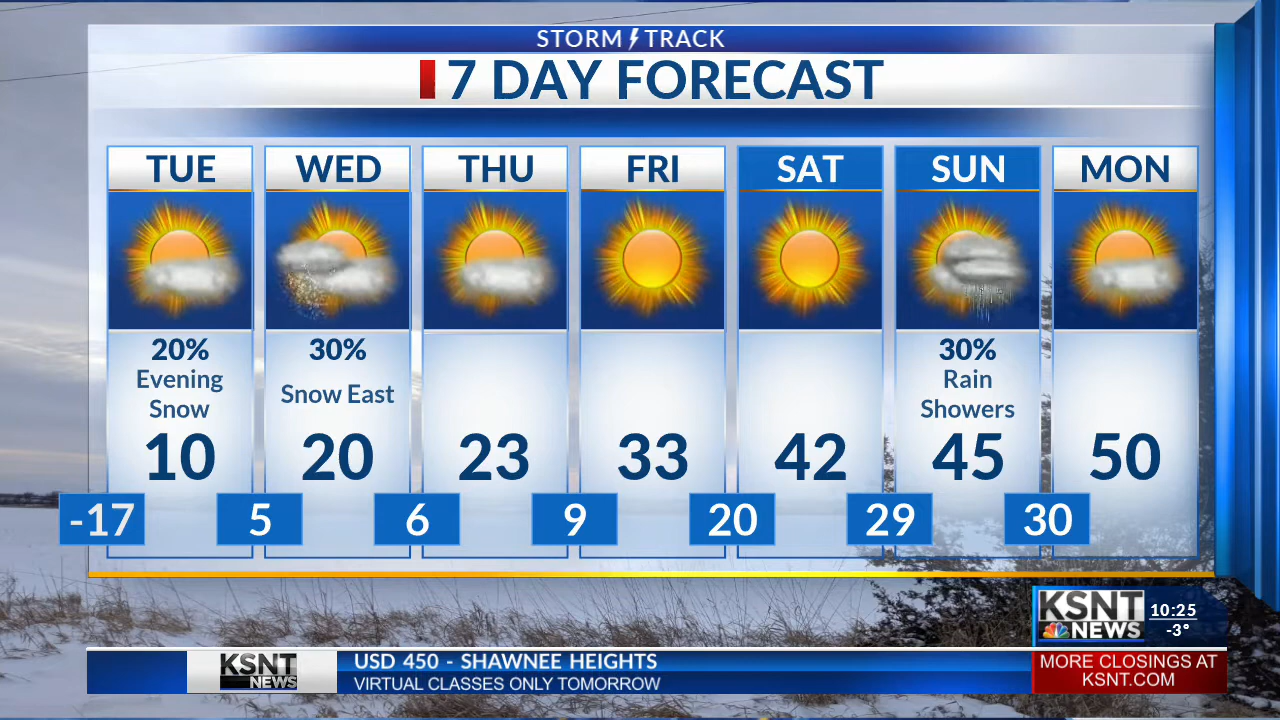 STORM TRACK
7 DAY FORECAST
TUE WED THU FRI SAT SUN MON
20% 30% 30%
Evening Snow East Rain
Snow Showers
10 20 23 33 42 45 50
-17 5 6 9 20 29 30
KSNT NEWS 10:25
-3°
KSNT NEWS
USD 450 - SHAWNEE HEIGHTS
VIRTUAL CLASSES ONLY TOMORROW
MORE CLOSINGS AT
KSNT.COM